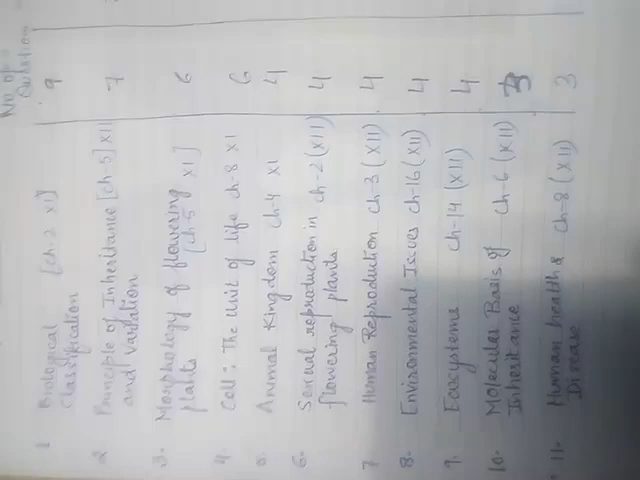 No of Question
1 Biological [ch-2 XI] 9
Classification
2 Principle of Inheritance [ch-5] XII 7
and Variation
3. Morphology of flowering 6
plants [ch-5 XI]
4. Cell: The unit of life ch-8 XI 6
5. Animal Kingdom ch-4 XI 4
6. Sexual reproduction in ch-2 (XII) 4
flowering plants
7 Human Reproduction ch-3 (XII) 4
8. Environmental Issues ch-16 (XII) 4
9. Ecosystems ch-14 (XII) 4
10. Molecular Basis of ch-6 (XII) 3
Inheritance
11. Human health & ch-8 (XII) 3
Disease